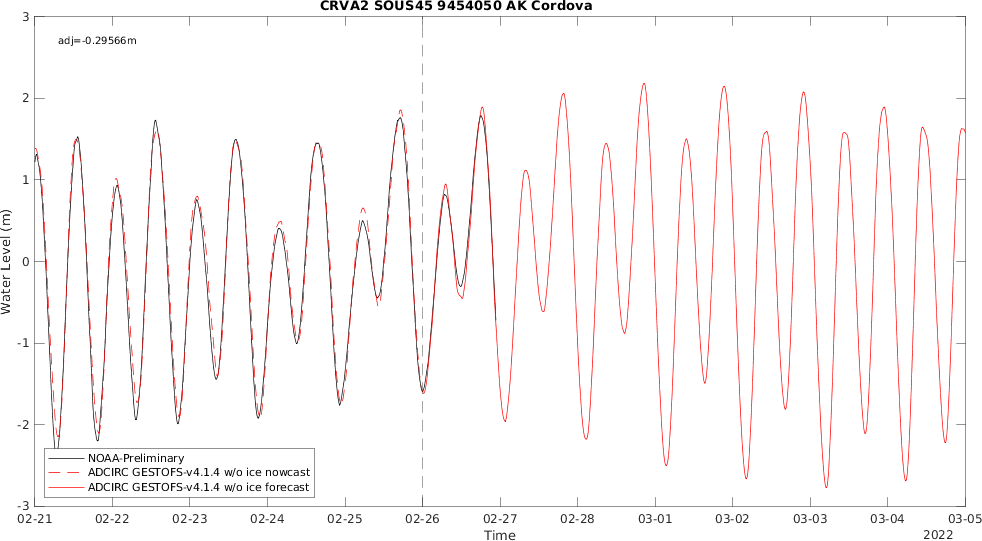 CRVA2 SOUS45 9454050 AK Cordova
adj=-0.29566m
3
2
1
0
-1
-2
-3
Water Level (m)
NOAA-Preliminary
ADCIRC GESTOFS-v4.1.4 w/o ice nowcast
ADCIRC GESTOFS-v4.1.4 w/o ice forecast
02-21 02-22 02-23 02-24 02-25 02-26 02-27 02-28 03-01 03-02 03-03 03-04 03-05
Time
2022